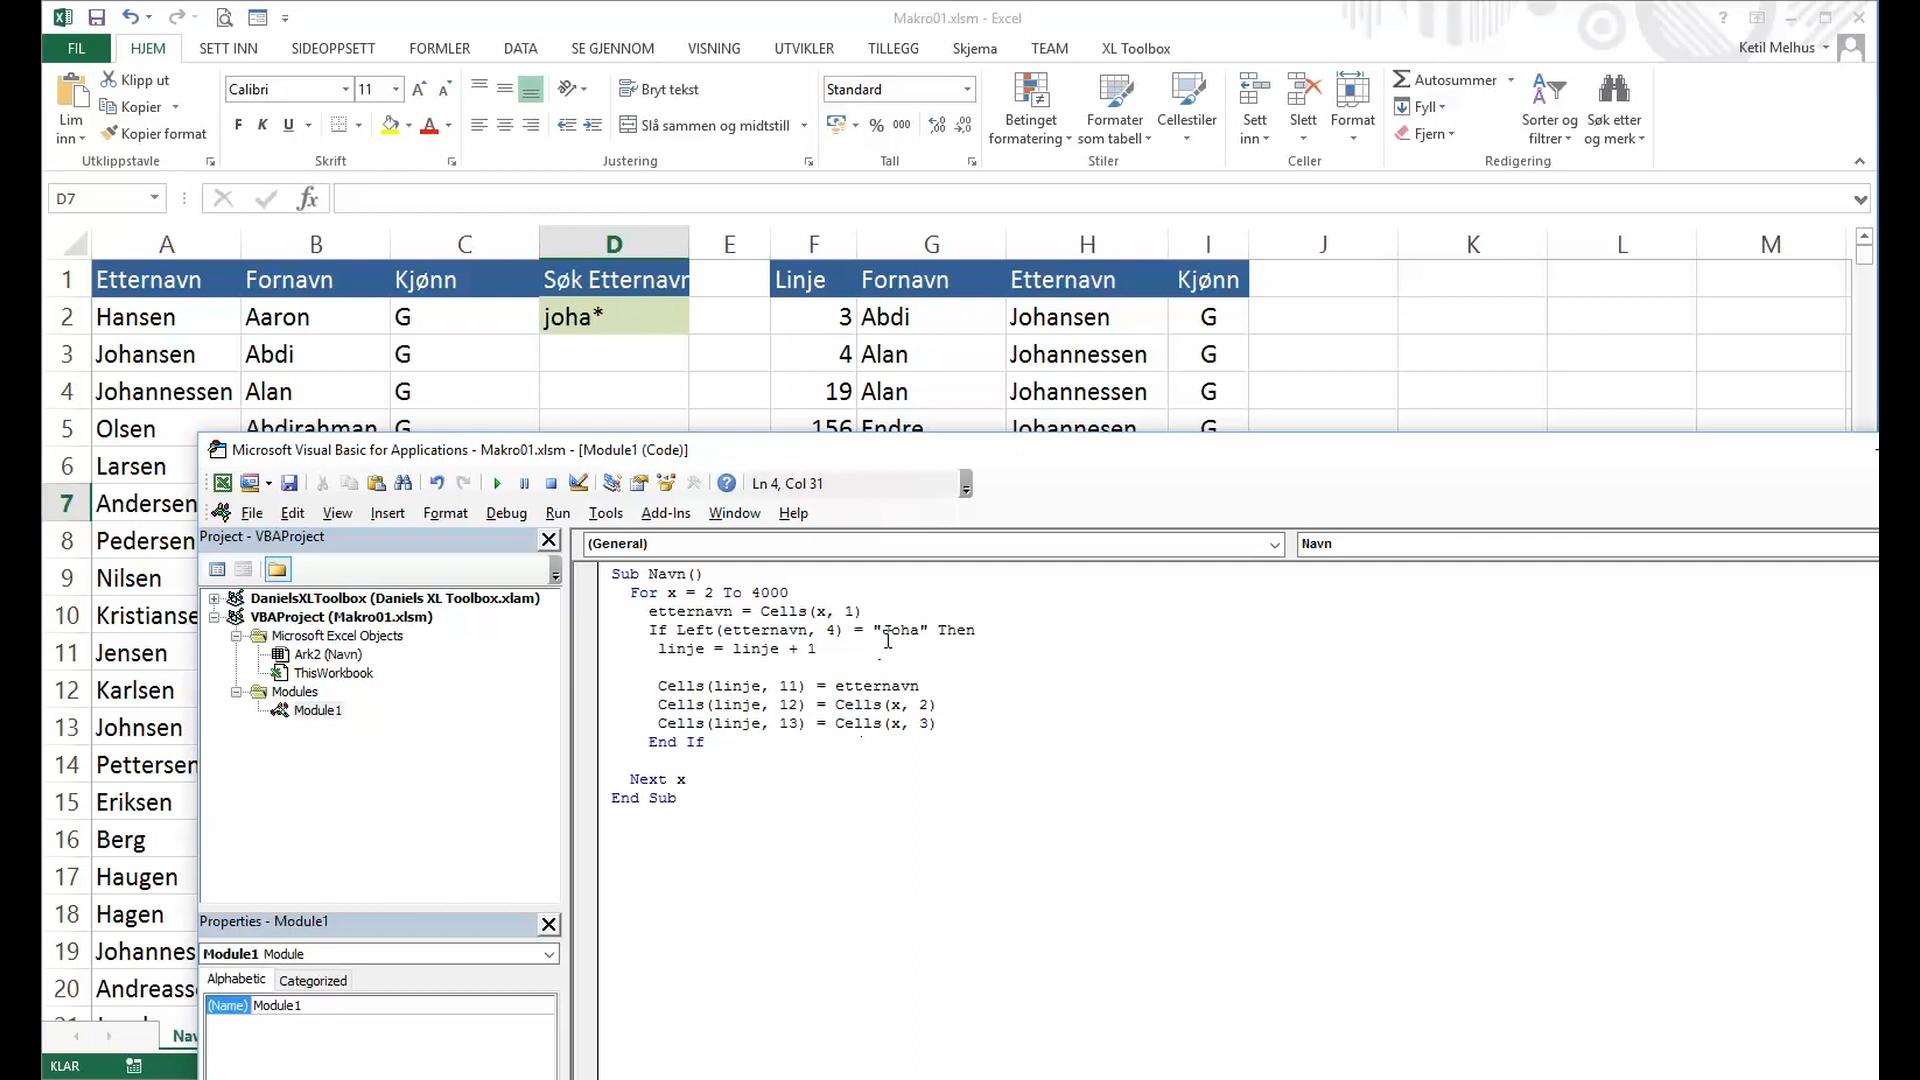 Makro01.xlsm - Excel
FIL HJEM SETT INN SIDEOPPSETT FORMLER DATA SE GJENNOM VISNING UTVIKLER TILLEGG Skjema TEAM XL Toolbox Ketil Melhus
Klipp ut
Kopier
Kopier format
Lim inn
Utklippstavle
Calibri 11
F K U
Skrift
Bryt tekst
Slå sammen og midtstill
Justering
Standard
% 000
Tall
Betinget formatering
Formater som tabell
Cellestiler
Stiler
Sett inn
Slett
Format
Celler
Autosummer
Fyll
Fjern
Sorter og filtrer
Søk etter og merk
Redigering
D7 fx
A B C D E F G H I J K L M
1 Etternavn Fornavn Kjønn Søk Etternavn Linje Fornavn Etternavn Kjønn
2 Hansen Aaron G joha* 3 Abdi Johansen G
3 Johansen Abdi G 4 Alan Johannessen G
4 Johannessen Alan G 19 Alan Johannessen G
5 Olsen Abdirahman G 156 Endre Johannesen G
6 Larsen
7 Andersen
8 Pedersen
9 Nilsen
10 Kristianse
11 Jensen
12 Karlsen
13 Johnsen
14 Pettersen
15 Eriksen
16 Berg
17 Haugen
18 Hagen
19 Johannes
20 Andreass
21
Nav
KLAR
Microsoft Visual Basic for Applications - Makro01.xlsm - [Module1 (Code)]
Ln 4, Col 31
File Edit View Insert Format Debug Run Tools Add-Ins Window Help
Project - VBAProject
DanielsXLToolbox (Daniels XL Toolbox.xlam)
VBAProject (Makro01.xlsm)
Microsoft Excel Objects
Ark2 (Navn)
ThisWorkbook
Modules
Module1
Properties - Module1
Module1 Module
Alphabetic Categorized
(Name) Module1
(General) Navn
Sub Navn()
For x = 2 To 4000
etternavn = Cells(x, 1)
If Left(etternavn, 4) = "Joha" Then
linje = linje + 1
Cells(linje, 11) = etternavn
Cells(linje, 12) = Cells(x, 2)
Cells(linje, 13) = Cells(x, 3)
End If
Next x
End Sub